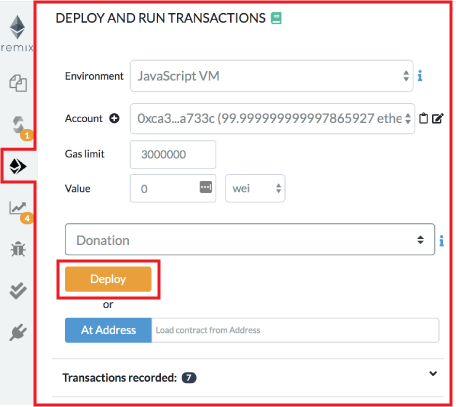 DEPLOY AND RUN TRANSACTIONS
remix
Environment JavaScript VM
1
Account 0xca3...a733c (99.999999999997865927 ethe
Gas limit 3000000
Value 0 wei
4
Donation
Deploy
or
At Address Load contract from Address
Transactions recorded: 7